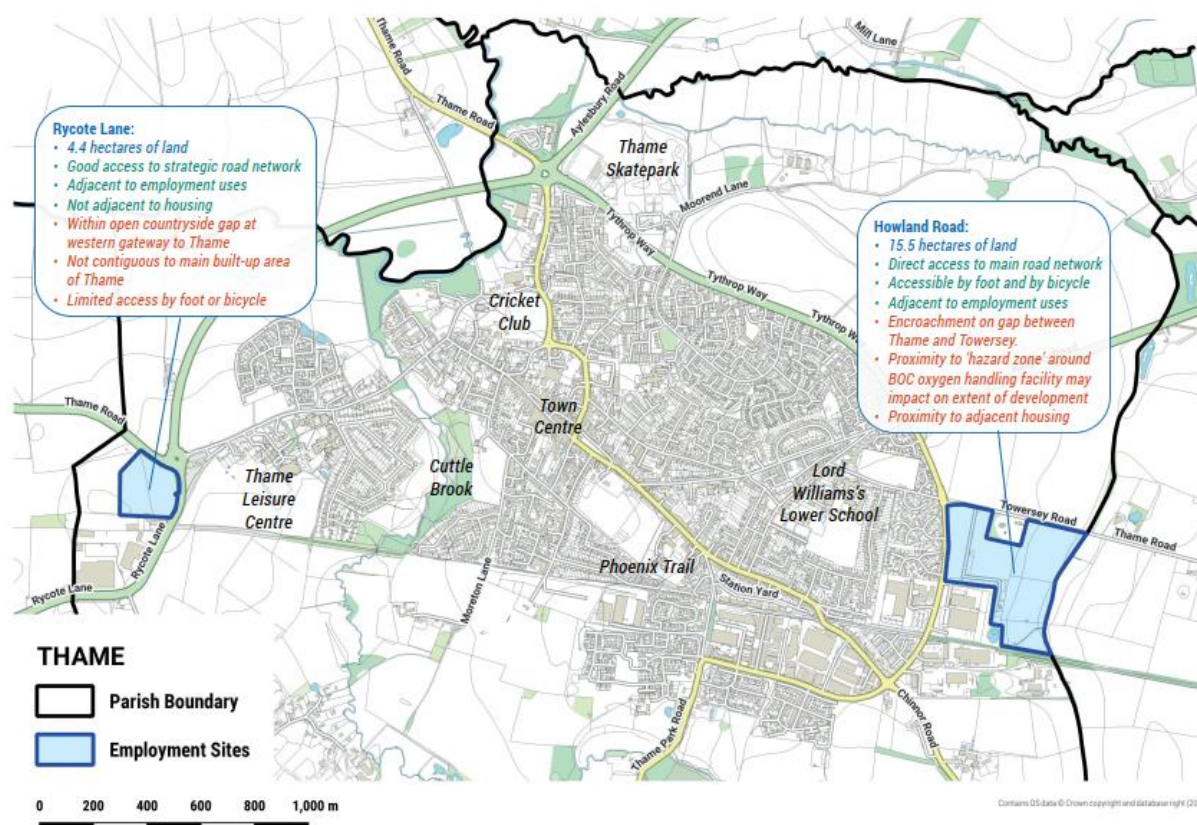 Mill Lane
Thame Road
Thame Road
Aylesbury Road
Rycote Lane:
• 4.4 hectares of land
• Good access to strategic road network
• Adjacent to employment uses
• Not adjacent to housing
• Within open countryside gap at
western gateway to Thame
• Not contiguous to main built-up area
of Thame
• Limited access by foot or bicycle
Thame
Skatepark
Moorend Lane
Tythrop Way
Tythrop Way
Howland Road:
• 15.5 hectares of land
• Direct access to main road network
• Accessible by foot and by bicycle
• Adjacent to employment uses
• Encroachment on gap between
Thame and Towersey.
• Proximity to 'hazard zone' around
BOC oxygen handling facility may
impact on extent of development
• Proximity to adjacent housing
Cricket
Club
Tythrop Wa
Thame Road
Town
Centre
Cuttle
Brook
Thame
Leisure
Centre
Lord
Williams's
Lower School
Towersey Road
Thame Road
Rycote Lane
Rycote Lane
Moreton Lane
Phoenix Trail
Station Yard
Chinnor Road
Thame Park Road
THAME
Parish Boundary
Employment Sites
0 200 400 600 800 1,000 m
Contains OS data © Crown copyright and database right (20